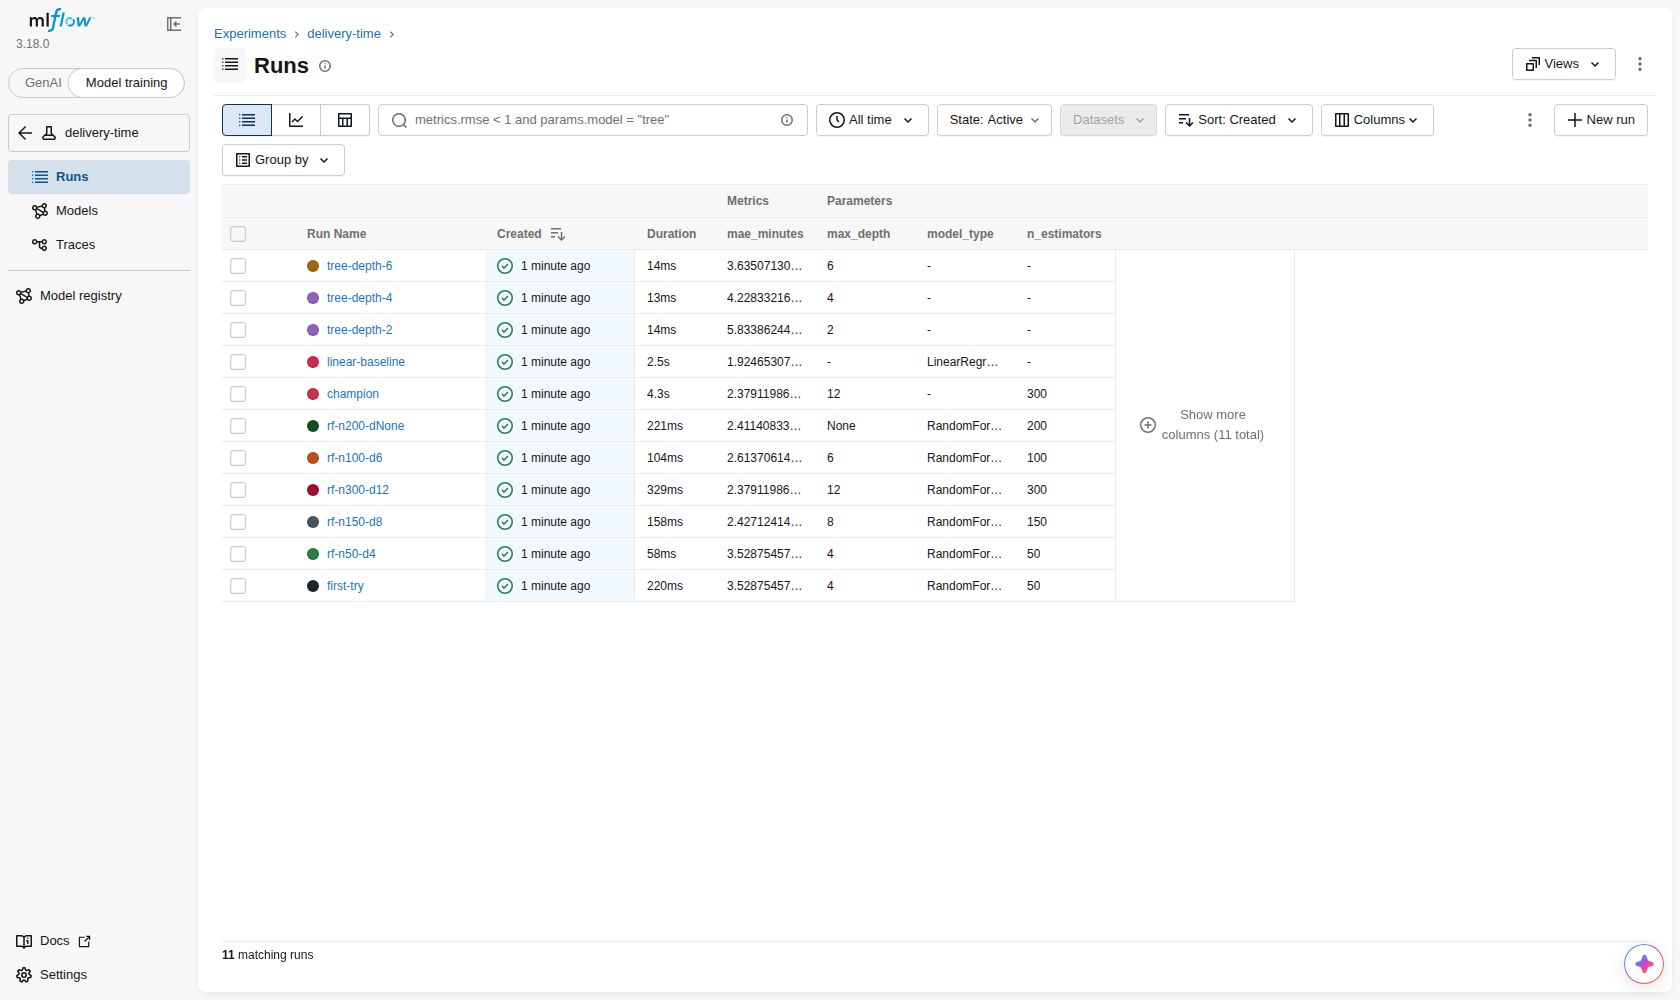 mlflow
3.18.0
GenAI Model training
delivery-time
Runs
Models
Traces
Model registry
Docs
Settings
Experiments › delivery-time ›
Runs
Views
metrics.rmse < 1 and params.model = "tree"
All time
State: Active
Datasets
Sort: Created
Columns
New run
Group by
Metrics Parameters
Run Name Created Duration mae_minutes max_depth model_type n_estimators
tree-depth-6 1 minute ago 14ms 3.63507130… 6 - -
tree-depth-4 1 minute ago 13ms 4.22833216… 4 - -
tree-depth-2 1 minute ago 14ms 5.83386244… 2 - -
linear-baseline 1 minute ago 2.5s 1.92465307… - LinearRegr… -
champion 1 minute ago 4.3s 2.37911986… 12 - 300
rf-n200-dNone 1 minute ago 221ms 2.41140833… None RandomFor… 200
rf-n100-d6 1 minute ago 104ms 2.61370614… 6 RandomFor… 100
rf-n300-d12 1 minute ago 329ms 2.37911986… 12 RandomFor… 300
rf-n150-d8 1 minute ago 158ms 2.42712414… 8 RandomFor… 150
rf-n50-d4 1 minute ago 58ms 3.52875457… 4 RandomFor… 50
first-try 1 minute ago 220ms 3.52875457… 4 RandomFor… 50
Show more
columns (11 total)
11 matching runs